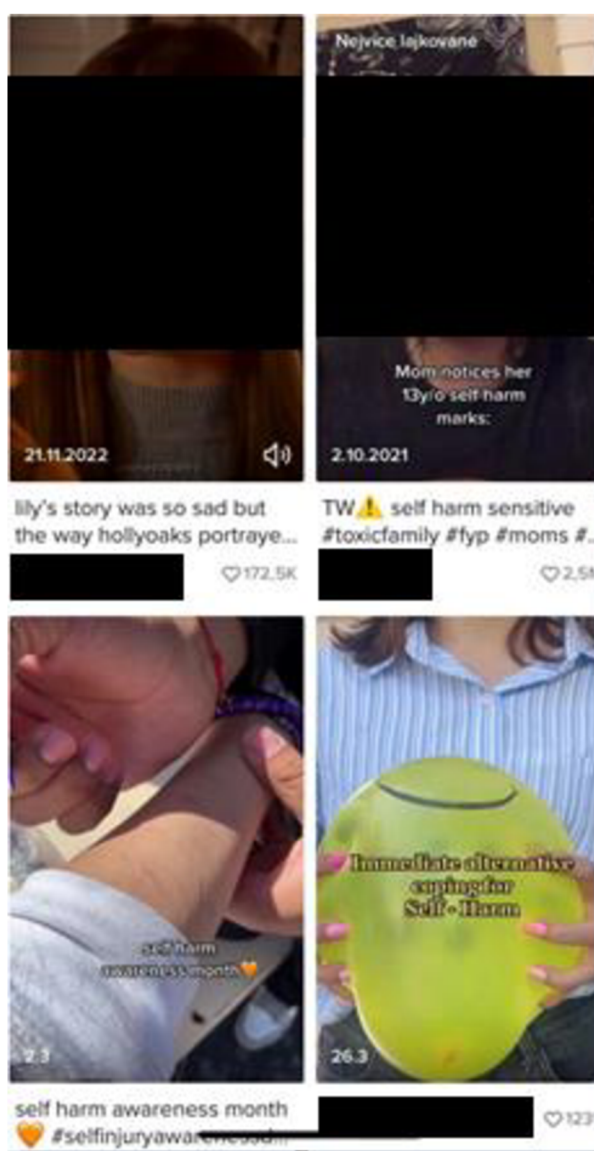 Nejvíce lajkované
21.11.2022
Mom notices her
13y/o self harm
marks:
2.10.2021
lily's story was so sad but
the way hollyoaks portraye...
172,5K
TW⚠️ self harm sensitive
#toxicfamily #fyp #moms #..
2,5M
self harm
awareness month🧡
2.3
Immediate alternative
coping for
Self - Harm
26.3
self harm awareness month
🧡 #selfinjuryawarenessd...
123